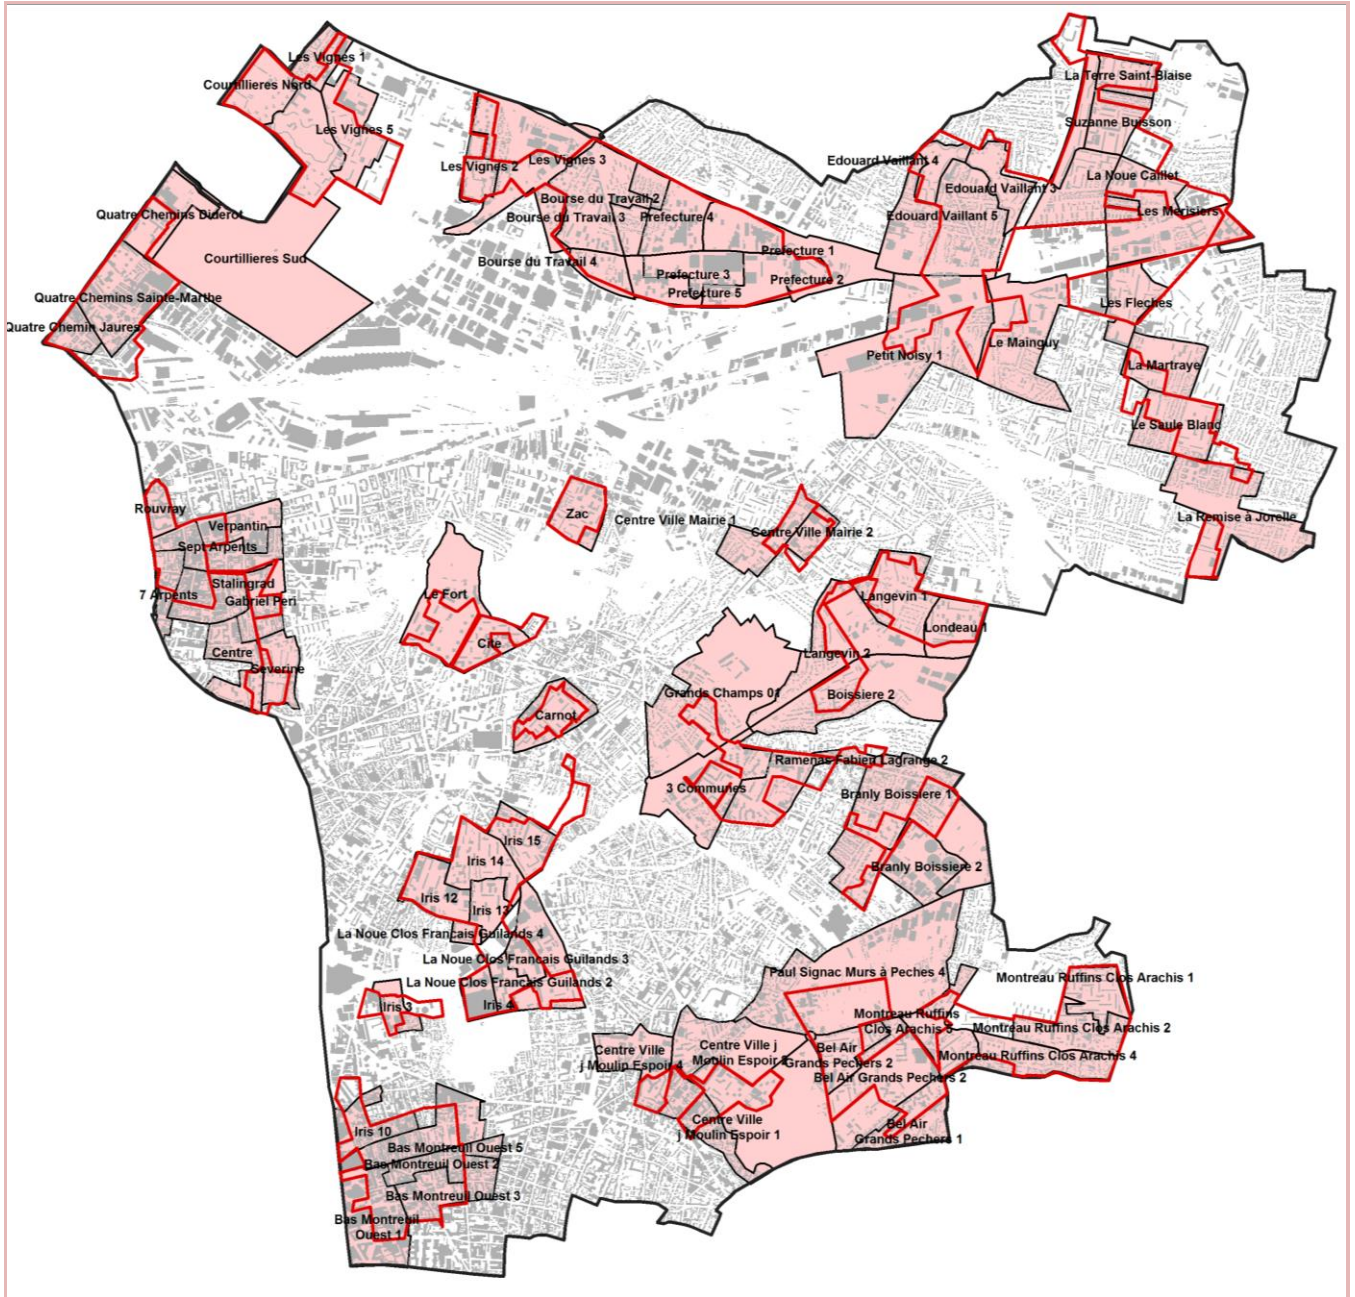 Les Vignes 1
La Terre Saint-Blaise
Courtillieres Nord
Suzanne Buisson
Les Vignes 5
Les Vignes 3
Edouard Vaillant 4
Les Vignes 2
La Noue Caillet
Edouard Vaillant 3
Bourse du Travail 2
Les Merisiers
Quatre Chemins Diderot
Bourse du Travail 3
Prefecture 4
Edouard Vaillant 5
Prefecture 1
Courtillieres Sud
Bourse du Travail 4
Prefecture 3
Prefecture 2
Prefecture 5
Quatre Chemins Sainte-Marthe
Les Fleches
Quatre Chemin Jaures
Le Mainguy
Petit Noisy 1
La Martraye
Le Saule Blanc
Rouvray
Zac
Centre Ville Mairie 1
La Remise à Jorelle
Verpantin
Centre Ville Mairie 2
Sept Arpents
Stalingrad
7 Arpents
Gabriel Peri
Le Fort
Langevin 1
Londeau 1
Cite
Centre
Langevin 2
Severine
Grands Champs 01
Boissiere 2
Carnot
Ramenas Fabien Lagrange 2
3 Communes
Branly Boissiere 1
Iris 15
Iris 14
Branly Boissiere 2
Iris 12
Iris 13
La Noue Clos Français Guilands 4
La Noue Clos Français Guilands 3
Paul Signac Murs à Peches 4
Montreau Ruffins Clos Arachis 1
La Noue Clos Français Guilands 2
Iris 3
Iris 4
Montreau Ruffins
Clos Arachis 5
Montreau Ruffins Clos Arachis 2
Centre Ville
j Moulin Espoir 4
Centre Ville j
Moulin Espoir
Bel Air
Grands Pechers 2
Montreau Ruffins Clos Arachis 4
Bel Air Grands Pechers 2
Centre Ville
j Moulin Espoir 1
Bel Air
Grands Pechers 1
Iris 10
Bas Montreuil Ouest 5
Bas Montreuil Ouest 2
Bas Montreuil Ouest 3
Bas Montreuil
Ouest 1